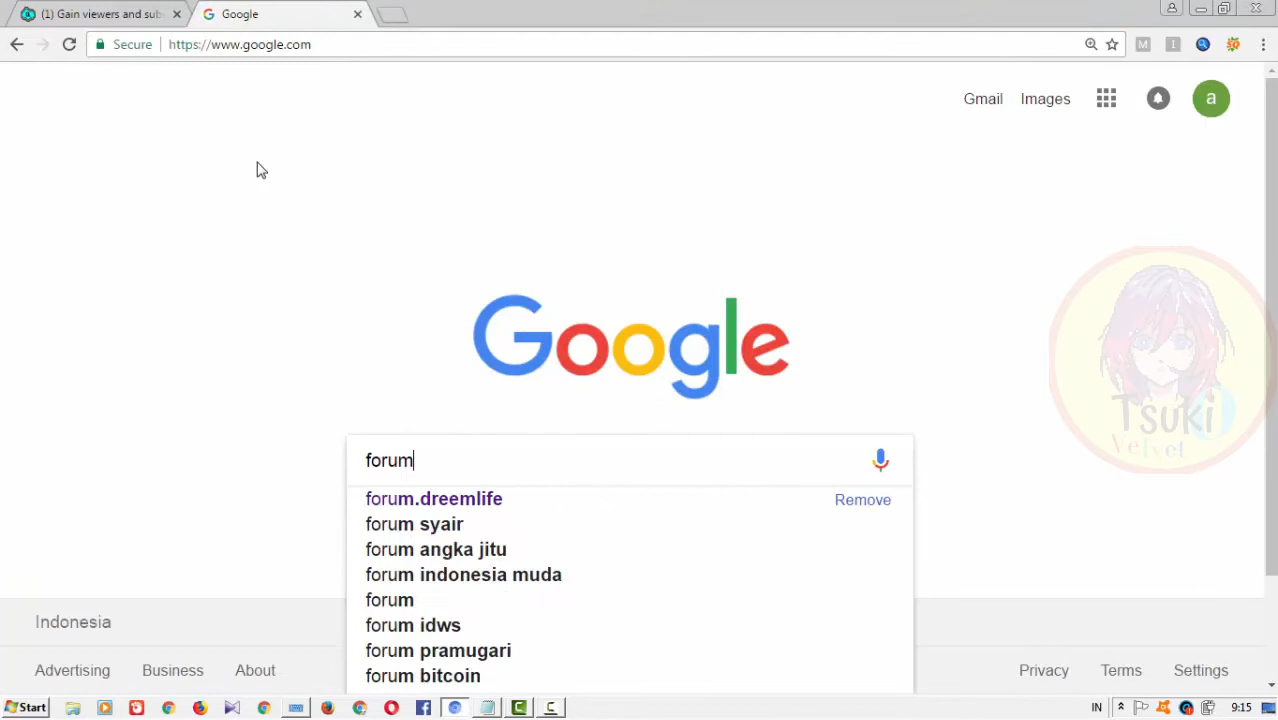 (1) Gain viewers and sub
Google
Secure
https://www.google.com
Gmail
Images
a
Google
Tsuki
Velvet
forum
forum.dreemlife
Remove
forum syair
forum angka jitu
forum indonesia muda
forum
forum idws
forum pramugari
forum bitcoin
Indonesia
Advertising
Business
About
Privacy
Terms
Settings
Start
IN
9:15